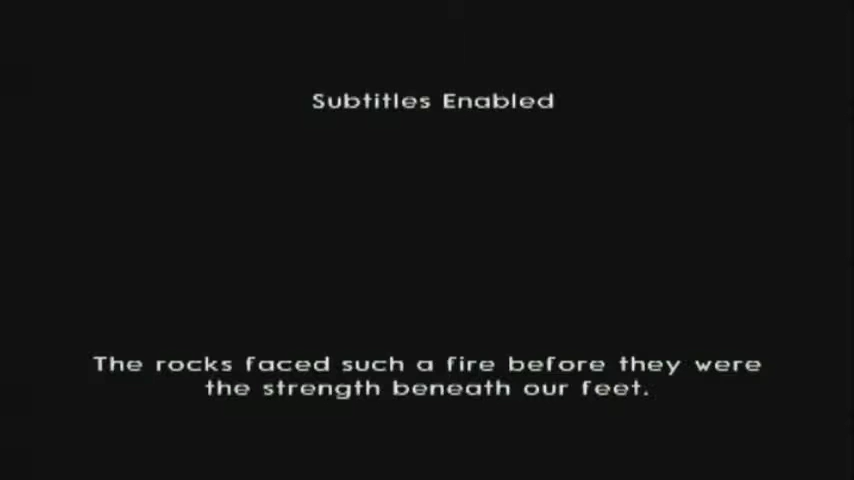 Subtitles Enabled
The rocks faced such a fire before they were
the strength beneath our feet.